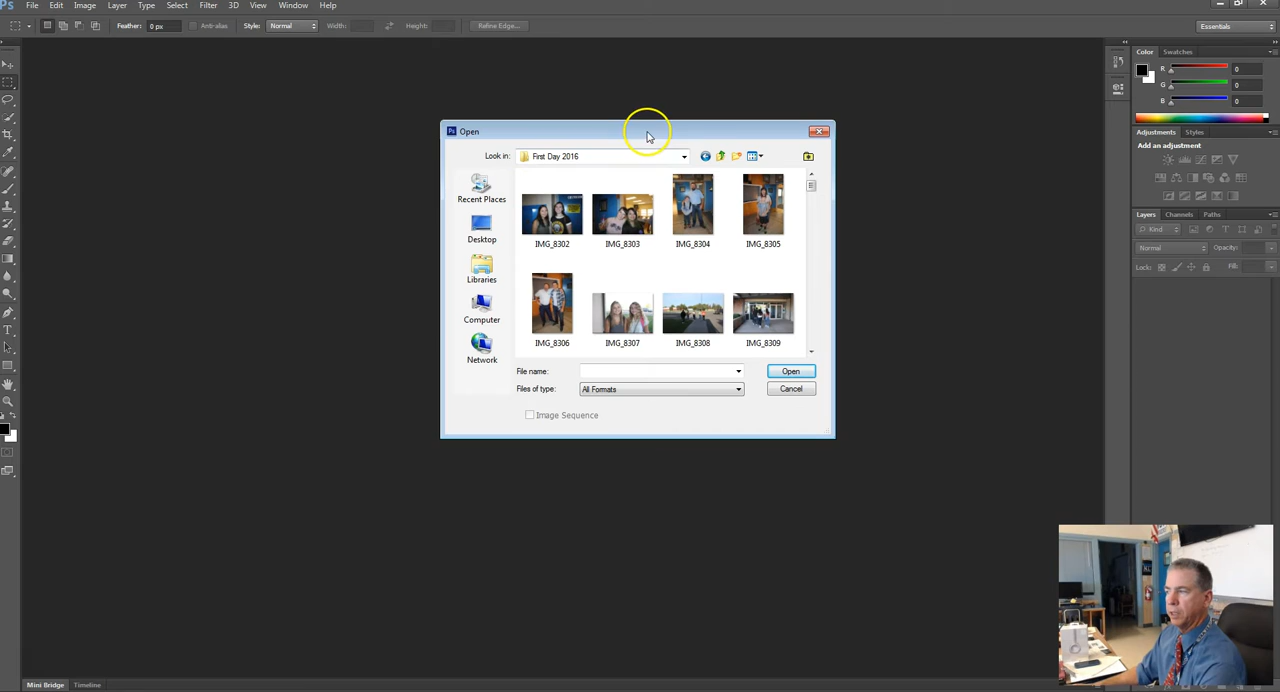 Ps File Edit Image Layer Type Select Filter 3D View Window Help
Feather: 0 px Anti-alias Style: Normal Width: Height: Refine Edge... Essentials
Color Swatches
R 0
G 0
B 0
Adjustments Styles
Add an adjustment
Layers Channels Paths
Kind
Normal Opacity:
Lock: Fill:
Ps Open
Look in: First Day 2016
Recent Places
Desktop
Libraries
Computer
Network
IMG_8302 IMG_8303 IMG_8304 IMG_8305
IMG_8306 IMG_8307 IMG_8308 IMG_8309
File name: Open
Files of type: All Formats Cancel
Image Sequence
Mini Bridge Timeline